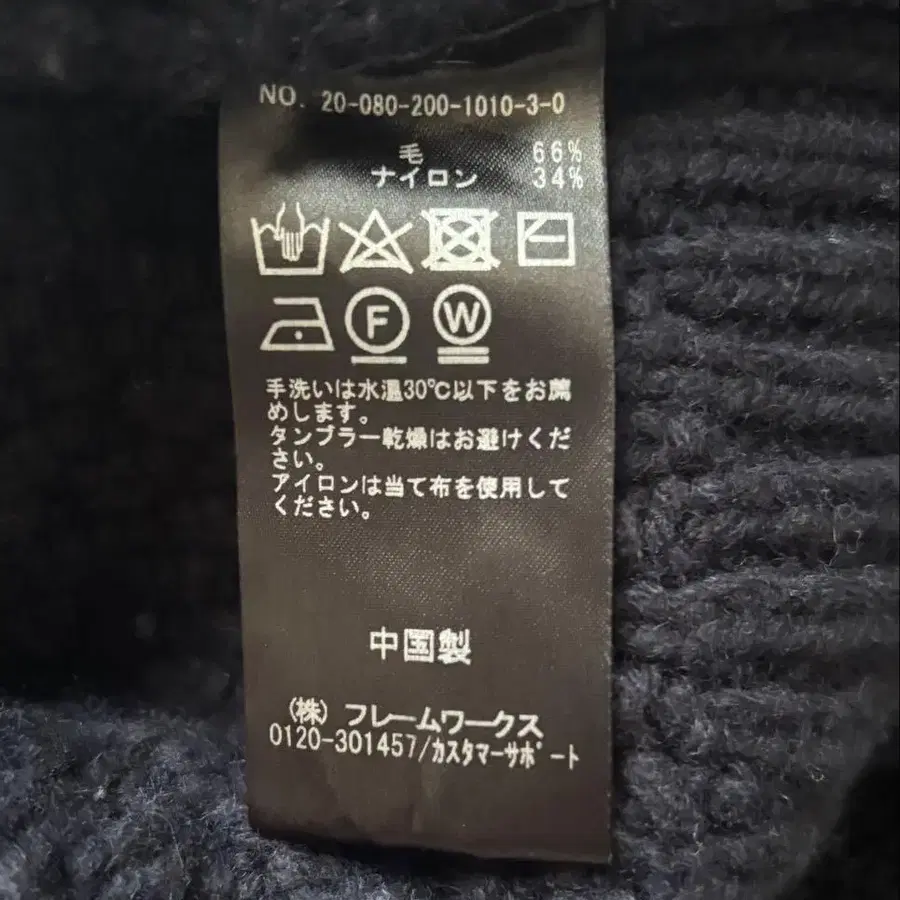 NO. 20-080-200-1010-3-0
毛 66%
ナイロン 34%
F W
手洗いは水温30℃以下をお薦
めします。
タンブラー乾燥はお避けくだ
さい。
アイロンは当て布を使用して
ください。
中国製
(株) フレームワークス
0120-301457/カスタマーサポート